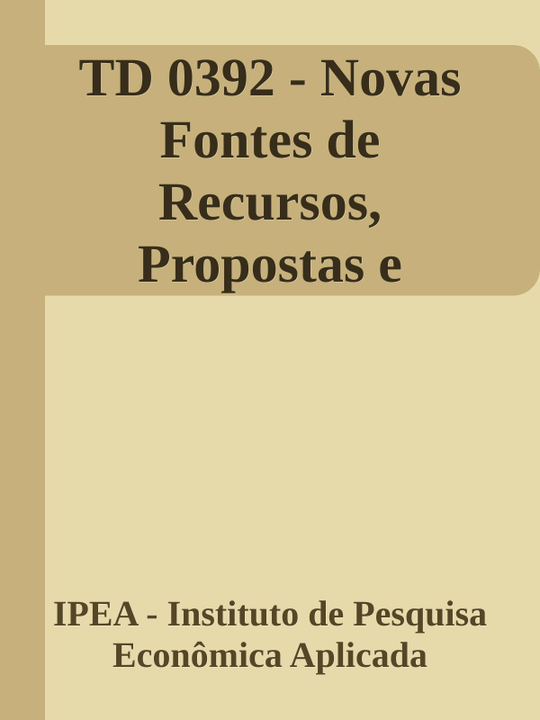 TD 0392 - Novas
Fontes de
Recursos,
Propostas e
IPEA - Instituto de Pesquisa
Econômica Aplicada